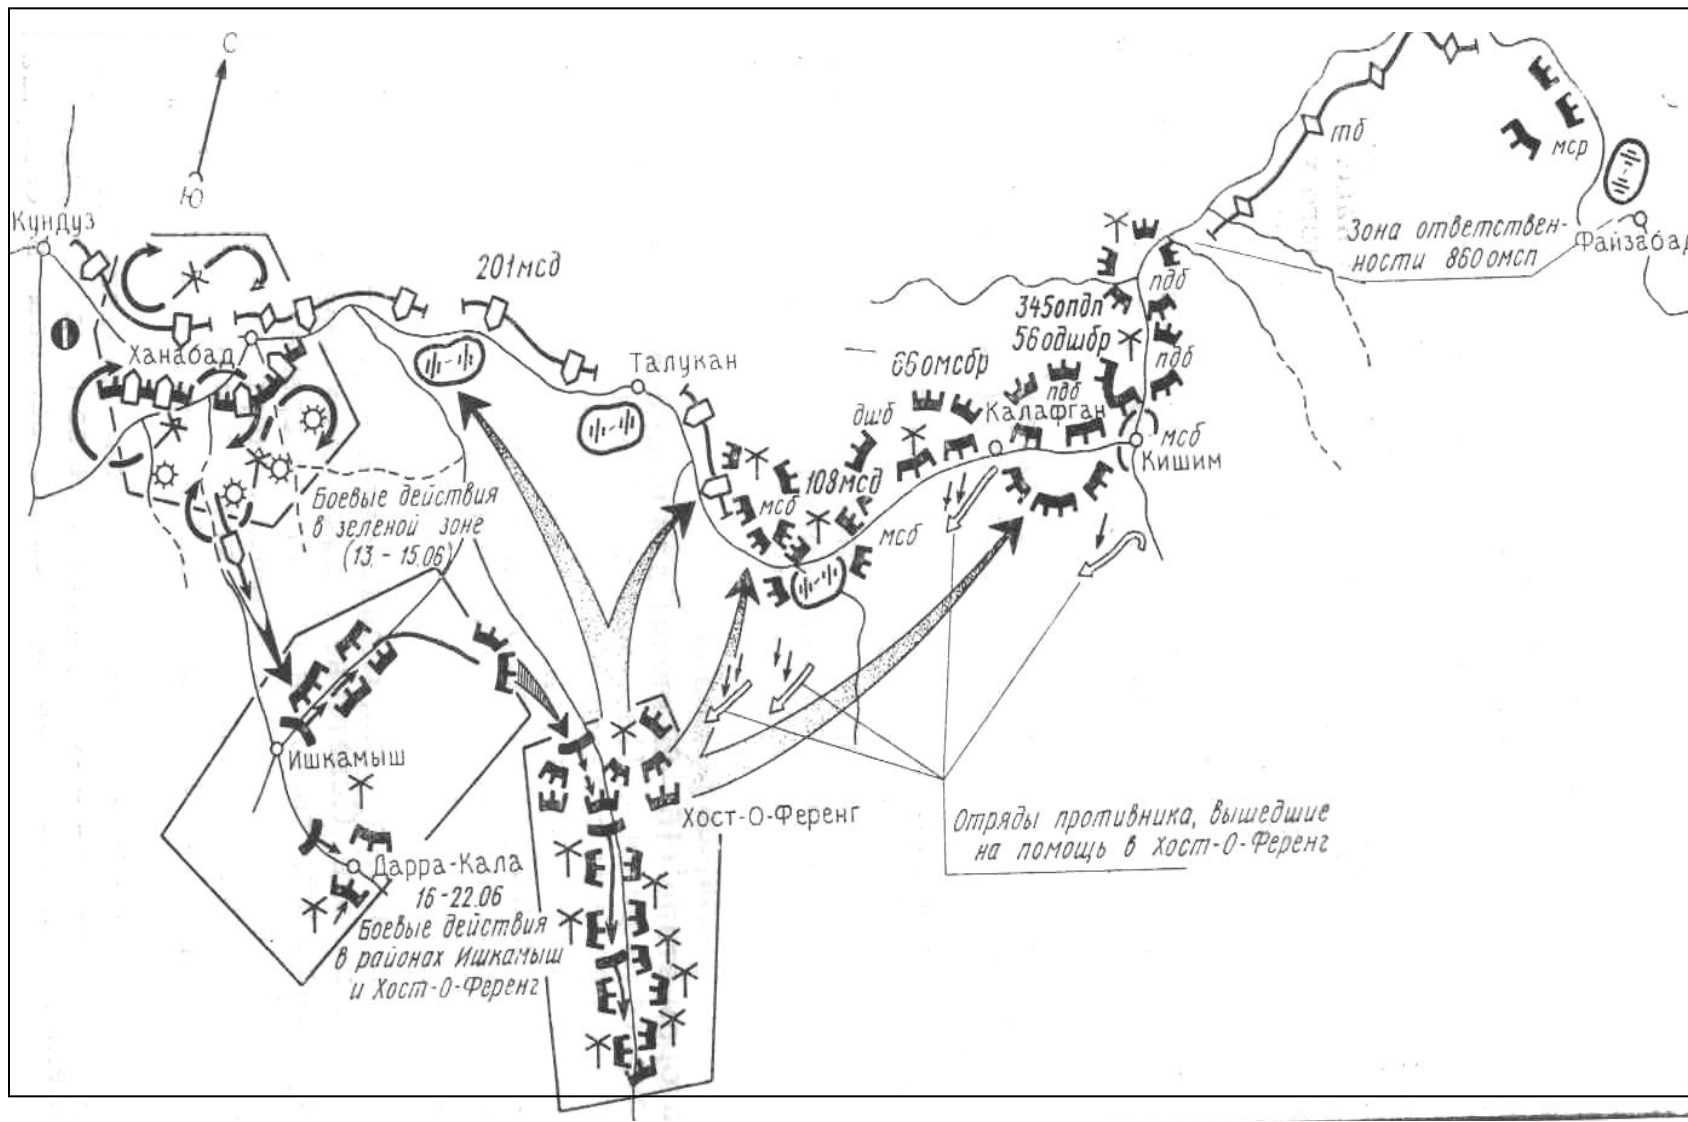 С
Ю
Кундуз
201мсд
Ханабад
Талукан
тб
мср
Зона ответствен-
ности 860омсп
Файзабад
пдб
345опдп
56одшбр
66омсбр
пдб
пдб
дшб
Калафган
мсб
Кишим
108мсд
мсб
мсб
Боевые действия
в зеленой зоне
(13.-15.06)
Ишкамыш
Хост-О-Ференг
Дарра-Кала
16-22.06
Боевые действия
в районах Ишкамыш
и Хост-О-Ференг
Отряды противника, вышедшие
на помощь в Хост-О-Ференг